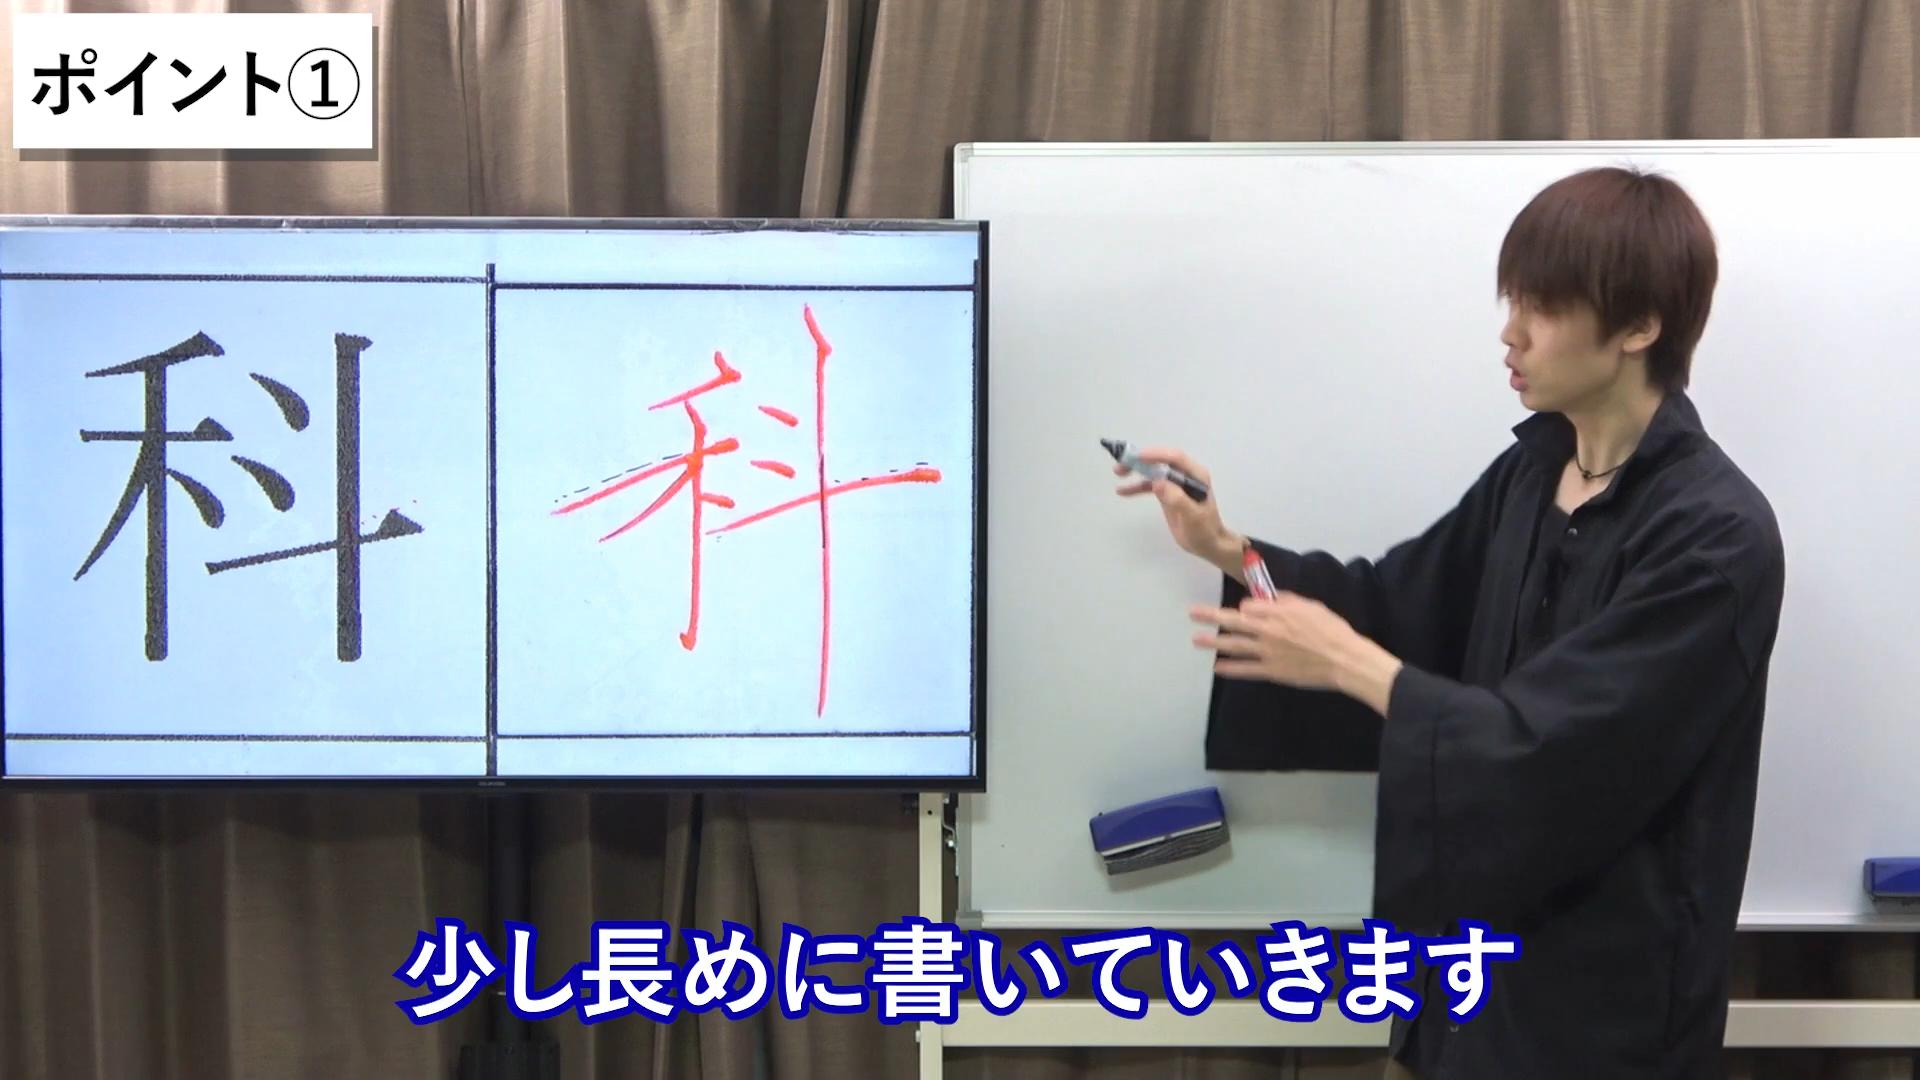 ポイント①
科 科
少し長めに書いていきます